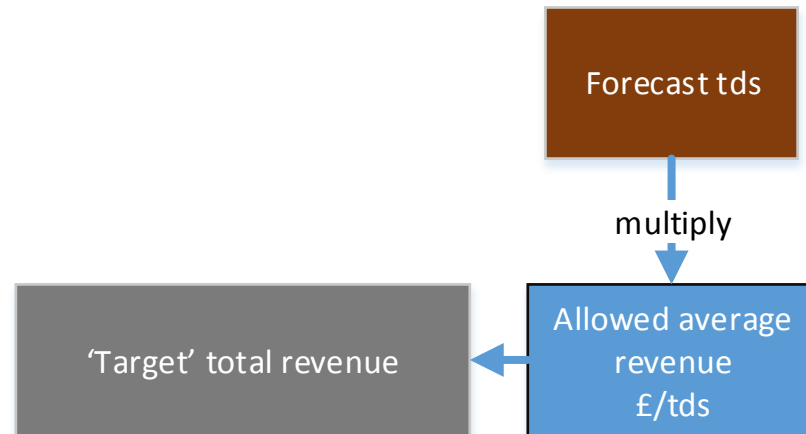 Forecast tds
multiply
‘Target’ total revenue
Allowed average
revenue
£/tds